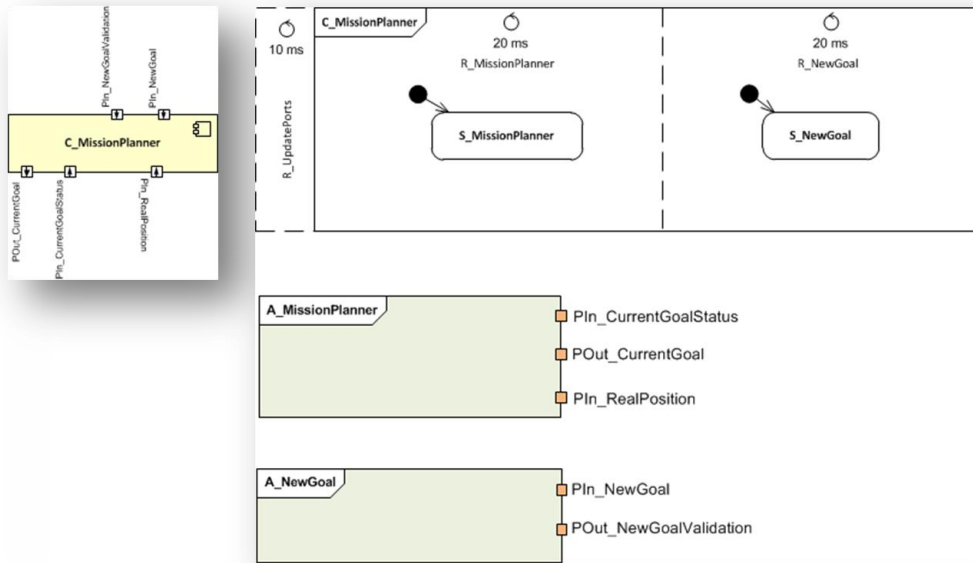 PIn_NewGoalValidation
PIn_NewGoal
C_MissionPlanner
POut_CurrentGoal
PIn_CurrentGoalStatus
PIn_RealPosition
10 ms
R_UpdatePorts
C_MissionPlanner
20 ms
R_MissionPlanner
S_MissionPlanner
20 ms
R_NewGoal
S_NewGoal
A_MissionPlanner
PIn_CurrentGoalStatus
POut_CurrentGoal
PIn_RealPosition
A_NewGoal
PIn_NewGoal
POut_NewGoalValidation